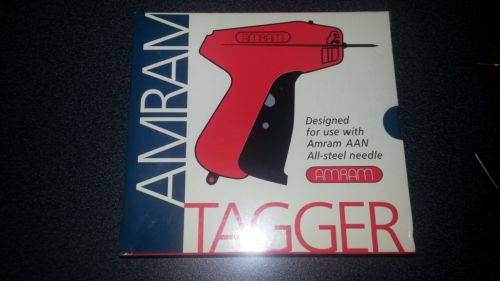 AMRAM
TAGGER
AMRAM
Designed
for use with
Amram AAN
All-steel needle
AMRAM